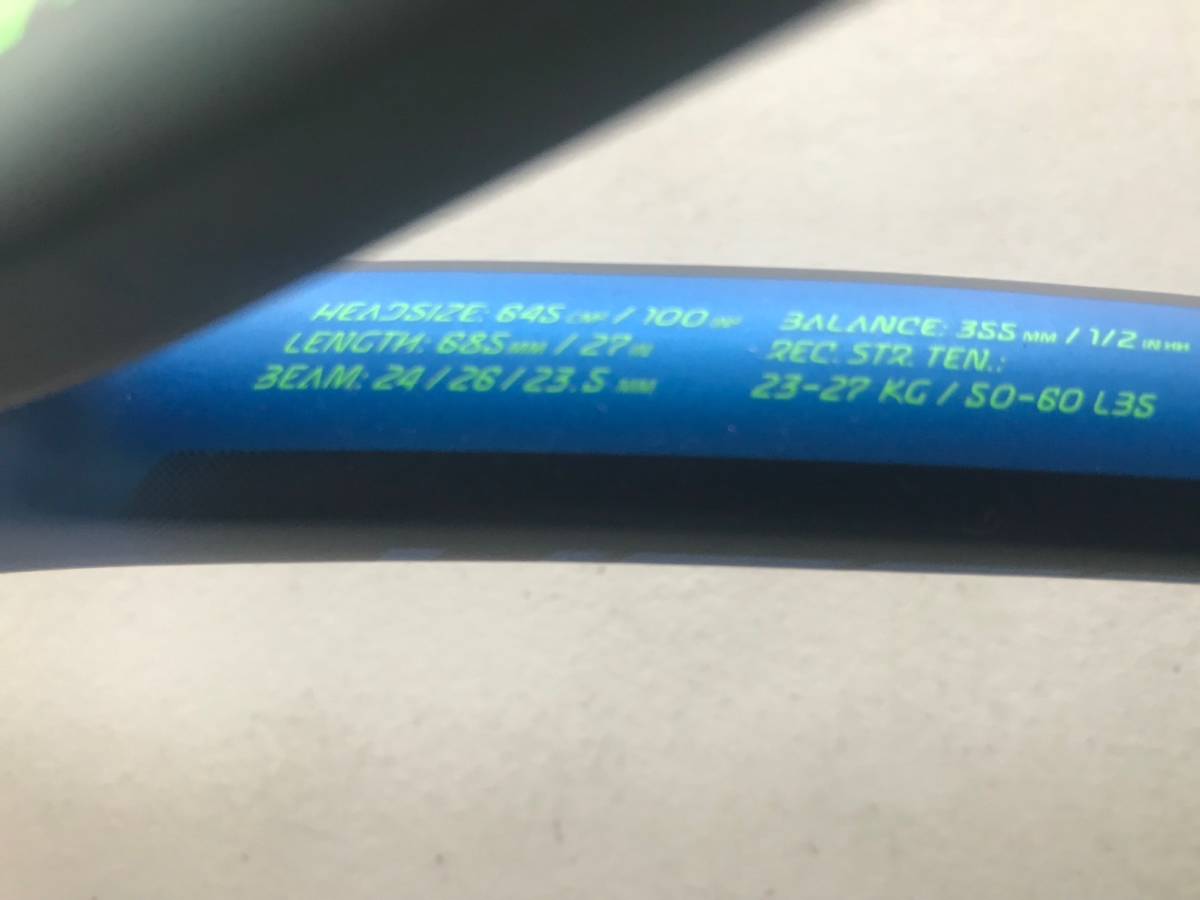 HEADSIZE: 645 CM² / 100 IN²
LENGTH: 685 MM / 27 IN
BEAM: 24 / 26 / 23.5 MM
BALANCE: 355 MM / 1/2 IN HH
REC. STR. TEN.:
23-27 KG / 50-60 LBS